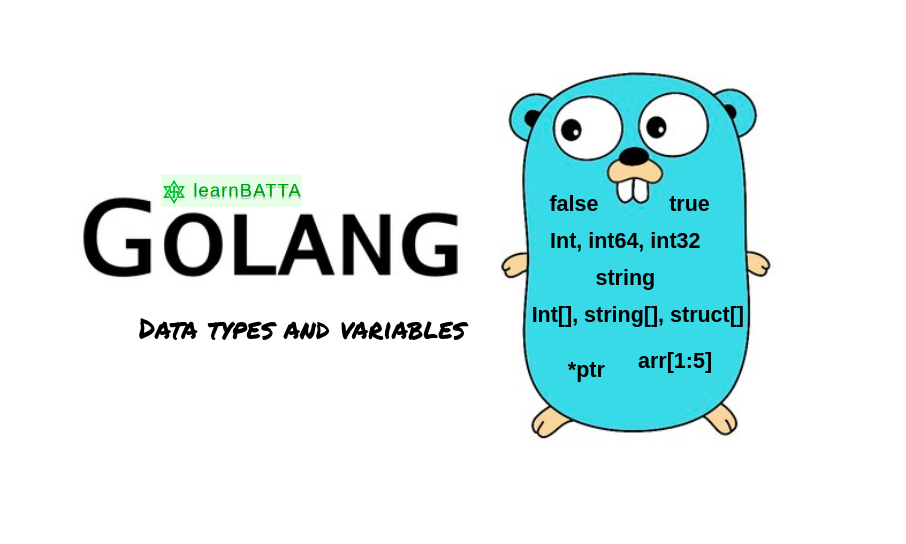 learnBATTA
GOLANG
DATA TYPES AND VARIABLES
false true
Int, int64, int32
string
Int[], string[], struct[]
*ptr arr[1:5]